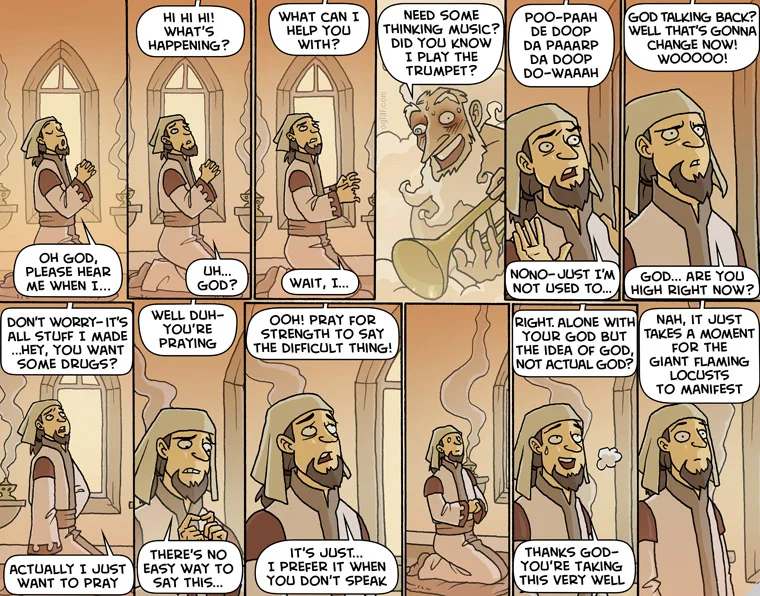 OH GOD,
PLEASE HEAR
ME WHEN I...
HI HI HI!
WHAT'S
HAPPENING?
UH...
GOD?
WHAT CAN I
HELP YOU
WITH?
WAIT, I...
NEED SOME
THINKING MUSIC?
DID YOU KNOW
I PLAY THE
TRUMPET?
oglaf.com
POO-PAAH
DE DOOP
DA PAAARP
DA DOOP
DO-WAAAH
NONO-JUST I'M
NOT USED TO...
GOD TALKING BACK?
WELL THAT'S GONNA
CHANGE NOW!
WOOOOO!
GOD... ARE YOU
HIGH RIGHT NOW?
DON'T WORRY-IT'S
ALL STUFF I MADE
...HEY, YOU WANT
SOME DRUGS?
ACTUALLY I JUST
WANT TO PRAY
WELL DUH-
YOU'RE
PRAYING
THERE'S NO
EASY WAY TO
SAY THIS...
OOH! PRAY FOR
STRENGTH TO SAY
THE DIFFICULT THING!
IT'S JUST...
I PREFER IT WHEN
YOU DON'T SPEAK
RIGHT. ALONE WITH
YOUR GOD BUT
THE IDEA OF GOD,
NOT ACTUAL GOD?
THANKS GOD-
YOU'RE TAKING
THIS VERY WELL
NAH, IT JUST
TAKES A MOMENT
FOR THE
GIANT FLAMING
LOCUSTS
TO MANIFEST